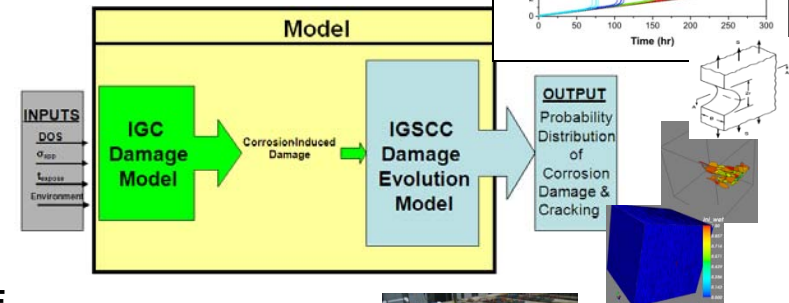 0 50 100 150 200 250 300
Time (hr)
Model
INPUTS
DOS
σapp
texpose
Environment
IGC
Damage
Model
CorrosionInduced
Damage
IGSCC
Damage
Evolution
Model
OUTPUT
Probability
Distribution
of
Corrosion
Damage &
Cracking